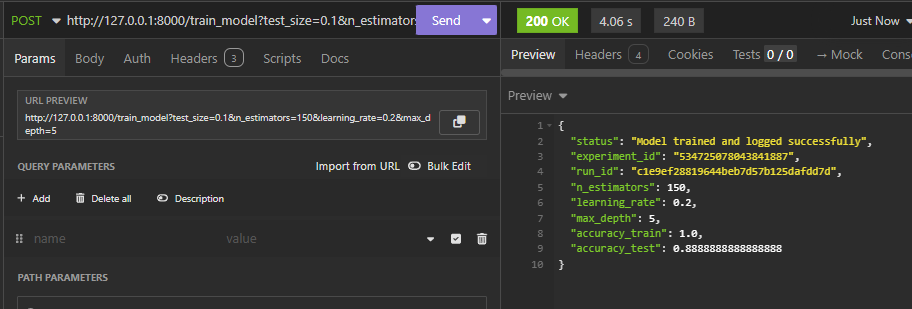 POST http://127.0.0.1:8000/train_model?test_size=0.1&n_estimators Send
Params Body Auth Headers 3 Scripts Docs
URL PREVIEW
http://127.0.0.1:8000/train_model?test_size=0.1&n_estimators=150&learning_rate=0.2&max_d
epth=5
QUERY PARAMETERS Import from URL Bulk Edit
+ Add Delete all Description
name value
PATH PARAMETERS
200 OK 4.06 s 240 B Just Now
Preview Headers 4 Cookies Tests 0 / 0 → Mock Cons
Preview
1 {
2 "status": "Model trained and logged successfully",
3 "experiment_id": "534725078043841887",
4 "run_id": "c1e9ef28819644beb7d57b125dafdd7d",
5 "n_estimators": 150,
6 "learning_rate": 0.2,
7 "max_depth": 5,
8 "accuracy_train": 1.0,
9 "accuracy_test": 0.8888888888888888
10 }